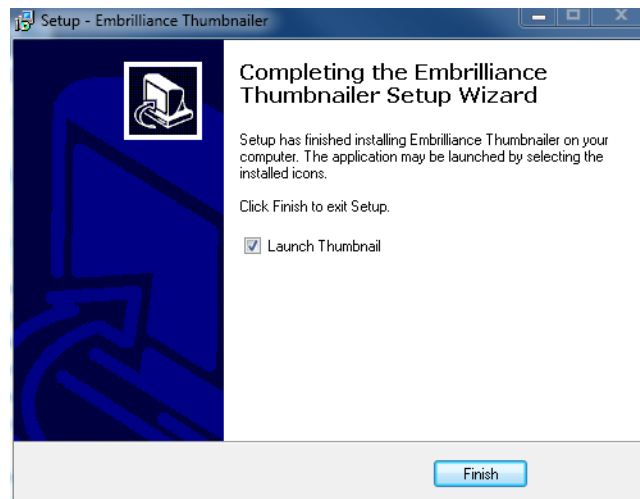 Setup - Embrilliance Thumbnailer
Completing the Embrilliance
Thumbnailer Setup Wizard
Setup has finished installing Embrilliance Thumbnailer on your
computer. The application may be launched by selecting the
installed icons.
Click Finish to exit Setup.
Launch Thumbnail
Finish